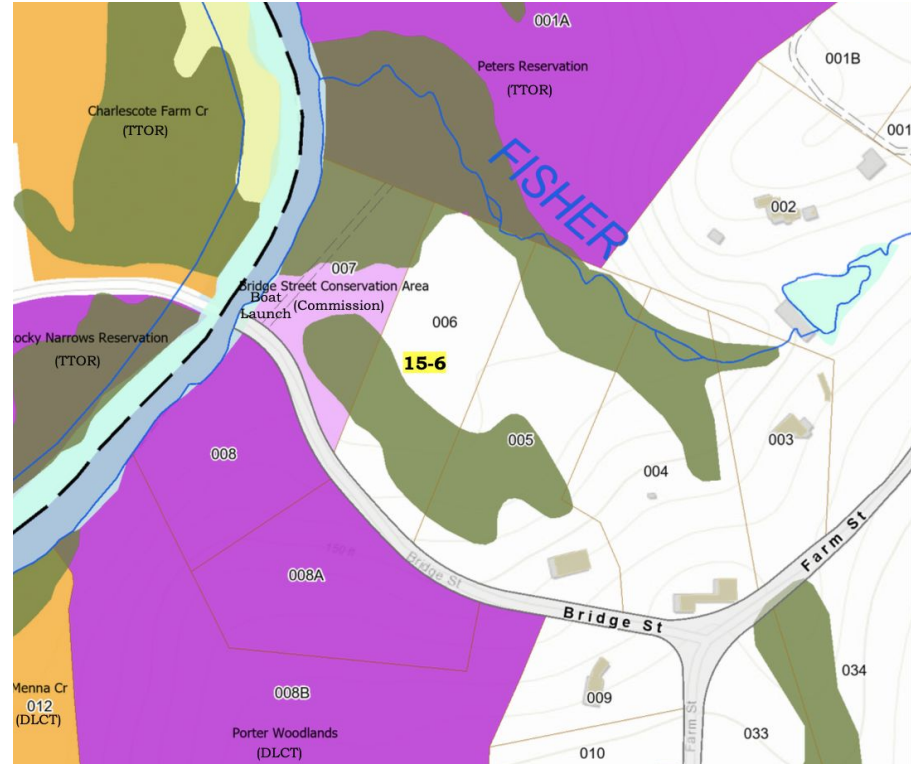 001A
Peters Reservation
(TTOR)
001B
001
Charlescote Farm Cr
(TTOR)
FISHER
002
007
Bridge Street Conservation Area
Boat
Launch
(Commission)
006
15-6
ocky Narrows Reservation
(TTOR)
008
005
003
004
Farm St
150 ft
Bridge St
008A
Bridge St
034
Menna Cr
012
(DLCT)
008B
009
Farm St
Porter Woodlands
(DLCT)
010
033